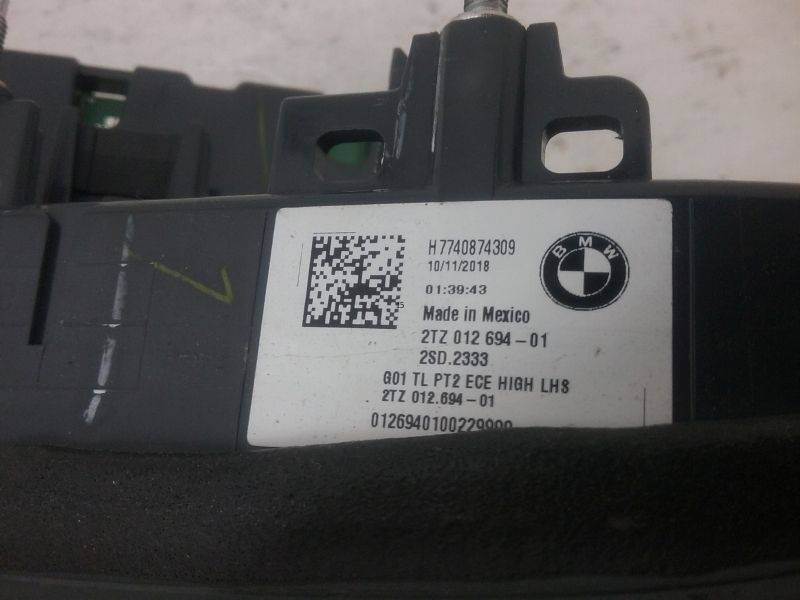 H7740874309
10/11/2018
01:39:43
BMW
Made in Mexico
2TZ 012 694-01
2SD.2333
G01 TL PT2 ECE HIGH LHS
2TZ 012.694-01